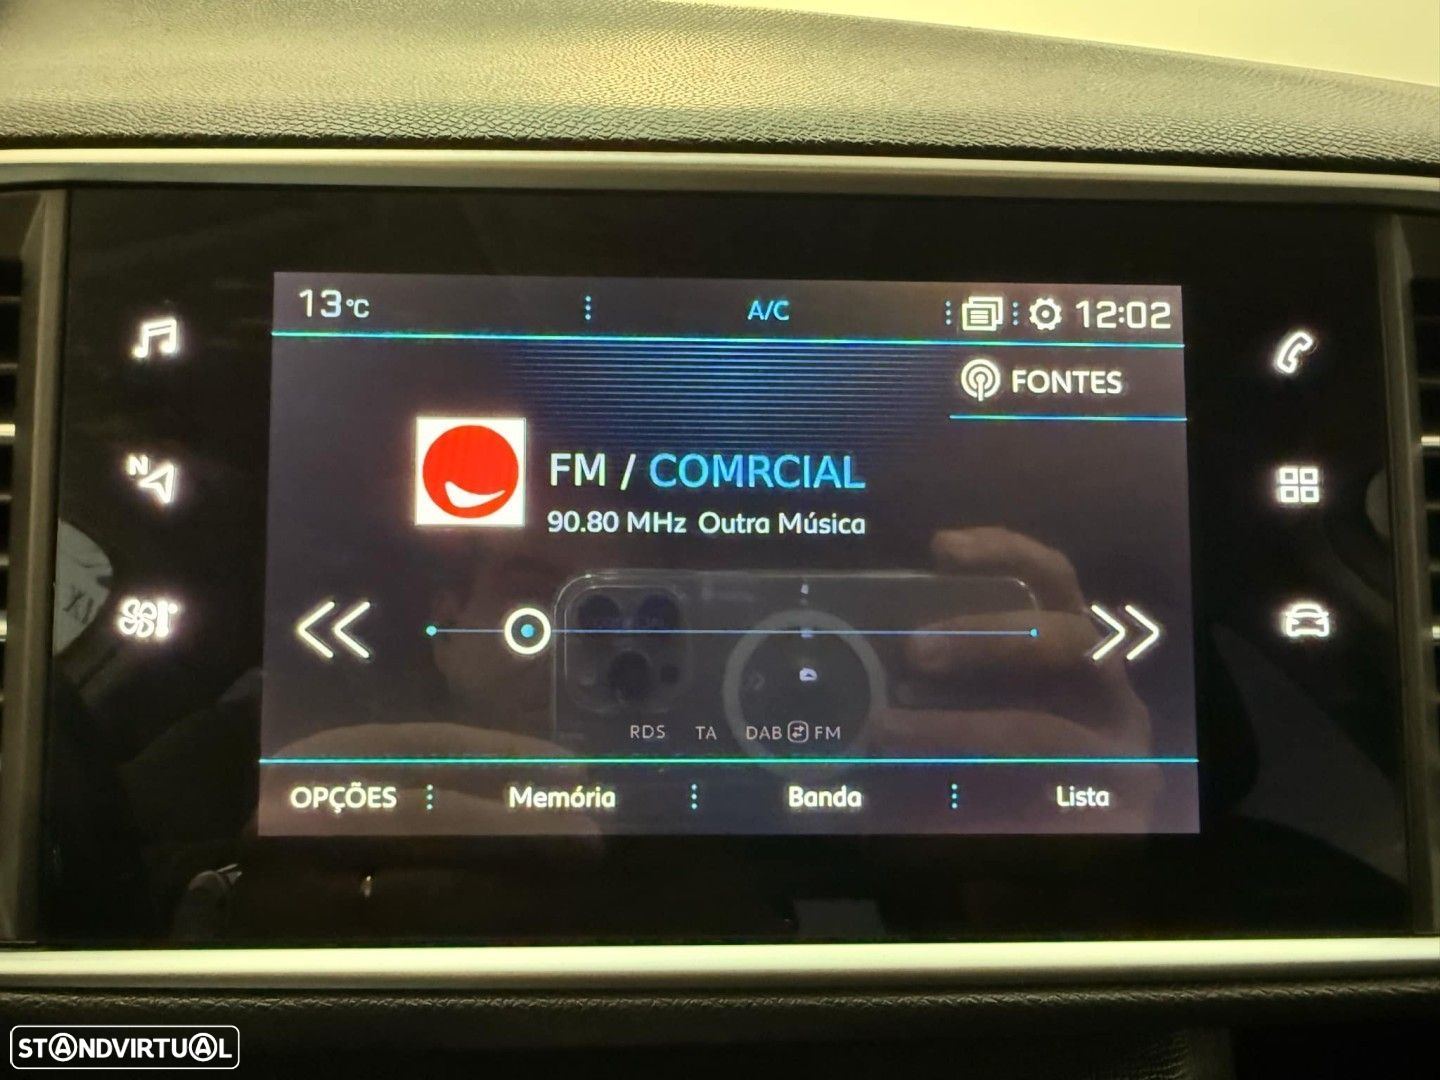 13°C A/C 12:02
FONTES
FM / COMRCIAL
90.80 MHz Outra Música
RDS TA DAB FM
OPÇÕES Memória Banda Lista
N
STANDVIRTUAL